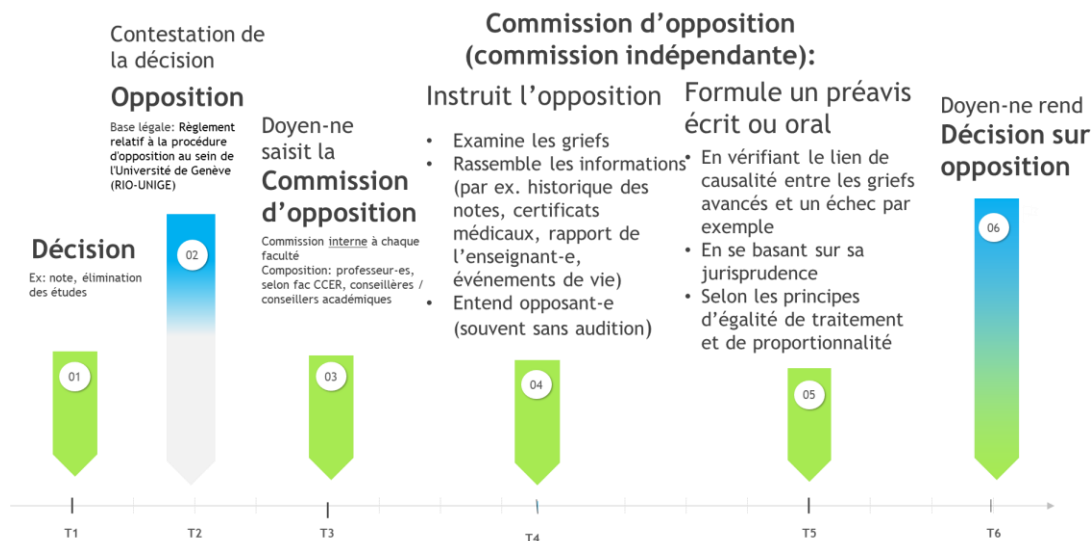 Contestation de
la décision
Opposition
Base légale: Règlement
relatif à la procédure
d'opposition au sein de
l'Université de Genève
(RIO-UNIGE)
Décision
Ex: note, élimination
des études
Doyen-ne
saisit la
Commission
d'opposition
Commission interne à chaque
faculté
Composition: professeur-es,
selon fac CCER, conseillères /
conseillers académiques
Commission d'opposition
(commission indépendante):
Instruit l'opposition
• Examine les griefs
• Rassemble les informations
(par ex. historique des
notes, certificats
médicaux, rapport de
l'enseignant-e,
événements de vie)
• Entend opposant-e
(souvent sans audition)
Formule un préavis
écrit ou oral
• En vérifiant le lien de
causalité entre les griefs
avancés et un échec par
exemple
• En se basant sur sa
jurisprudence
• Selon les principes
d'égalité de traitement
et de proportionnalité
Doyen-ne rend
Décision sur
opposition
01
02
03
04
05
06
T1
T2
T3
T4
T5
T6